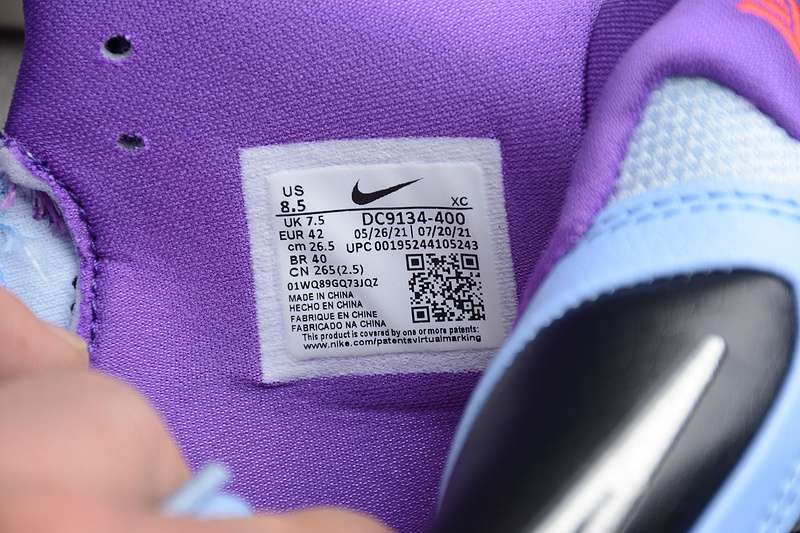 US
8.5
XC
UK 7.5
DC9134-400
EUR 42
05/26/21 | 07/20/21
cm 26.5
UPC 00195244105243
BR 40
CN 265(2.5)
01WQ89GQ73JQZ
MADE IN CHINA
HECHO EN CHINA
FABRIQUE EN CHINE
FABRICADO NA CHINA
This product is covered by one or more patents:
www.nike.com/patentsvirtualmarking